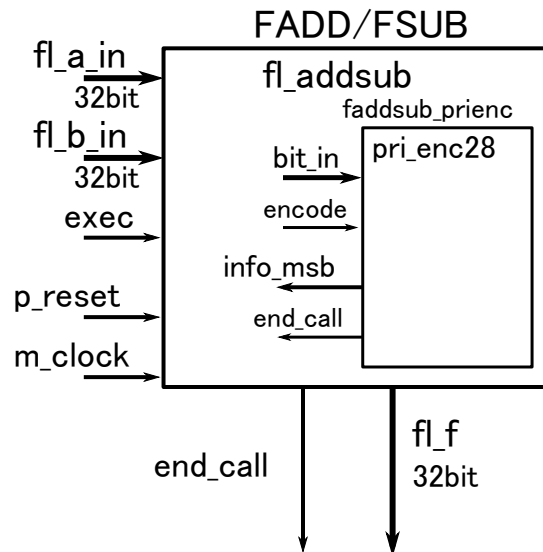 FADD/FSUB
fl_a_in
32bit
fl_addsub
faddsub_prienc
fl_b_in
32bit
pri_enc28
bit_in
exec
encode
info_msb
p_reset
end_call
m_clock
end_call
fl_f
32bit